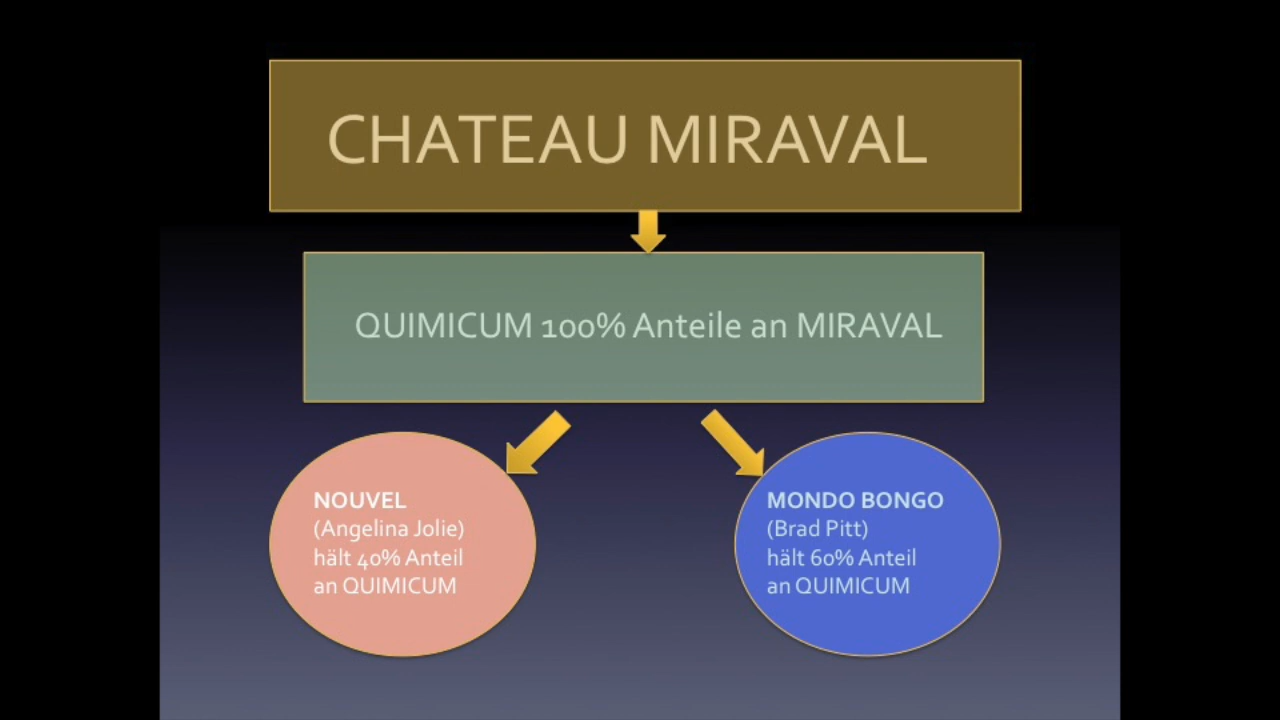 CHATEAU MIRAVAL
QUIMICUM 100% Anteile an MIRAVAL
NOUVEL
(Angelina Jolie)
hält 40% Anteil
an QUIMICUM
MONDO BONGO
(Brad Pitt)
hält 60% Anteil
an QUIMICUM